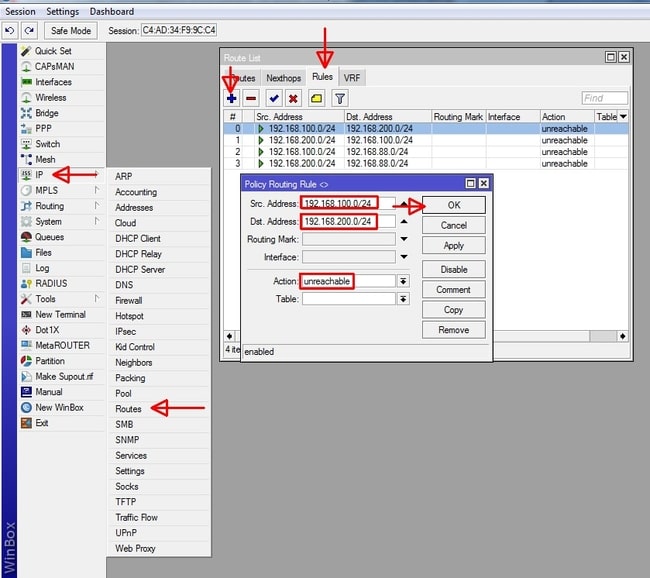 Session Settings Dashboard
Safe Mode Session: C4:AD:34:F9:9C:C4
Quick Set
CAPsMAN
Interfaces
Wireless
Bridge
PPP
Switch
Mesh
IP
MPLS
Routing
System
Queues
Files
Log
RADIUS
Tools
New Terminal
Dot1X
MetaROUTER
Partition
Make Supout.rif
Manual
New WinBox
Exit
WinBox
ARP
Accounting
Addresses
Cloud
DHCP Client
DHCP Relay
DHCP Server
DNS
Firewall
Hotspot
IPsec
Kid Control
Neighbors
Packing
Pool
Routes
SMB
SNMP
Services
Settings
Socks
TFTP
Traffic Flow
UPnP
Web Proxy
Route List
Routes Nexthops Rules VRF
Find
# Src. Address Dst. Address Routing Mark Interface Action Table
0 192.168.100.0/24 192.168.200.0/24 unreachable
1 192.168.200.0/24 192.168.100.0/24 unreachable
2 192.168.100.0/24 192.168.88.0/24 unreachable
3 192.168.200.0/24 192.168.88.0/24 unreachable
4 ite
Policy Routing Rule <>
Src. Address: 192.168.100.0/24
Dst. Address: 192.168.200.0/24
Routing Mark:
Interface:
Action: unreachable
Table:
OK
Cancel
Apply
Disable
Comment
Copy
Remove
enabled